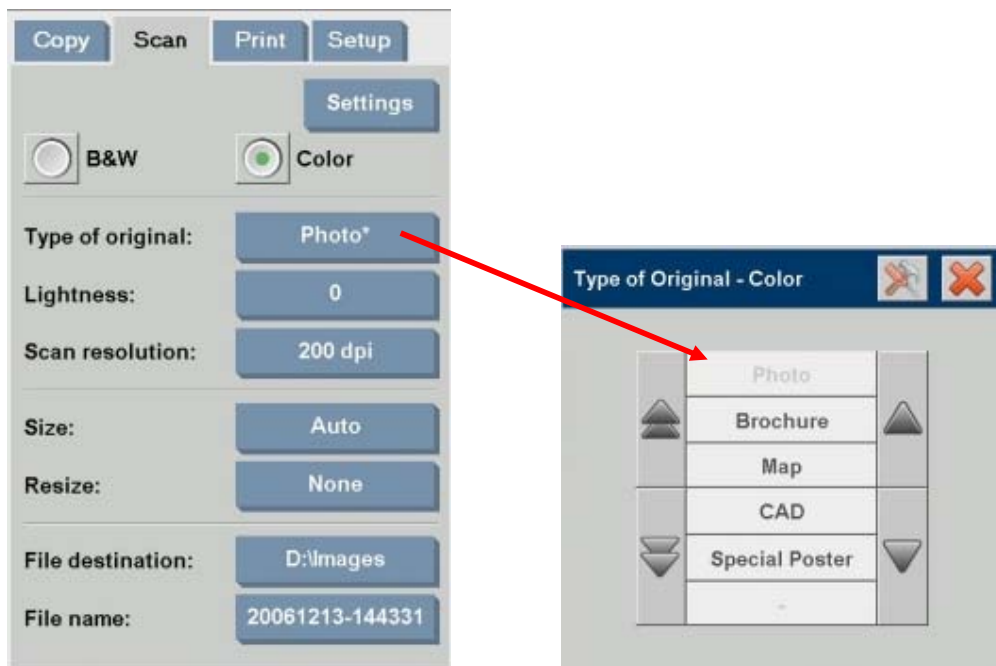 Copy Scan Print Setup
Settings
B&W Color
Type of original: Photo*
Lightness: 0
Scan resolution: 200 dpi
Size: Auto
Resize: None
File destination: D:\Images
File name: 20061213-144331
Type of Original - Color
Photo
Brochure
Map
CAD
Special Poster
-